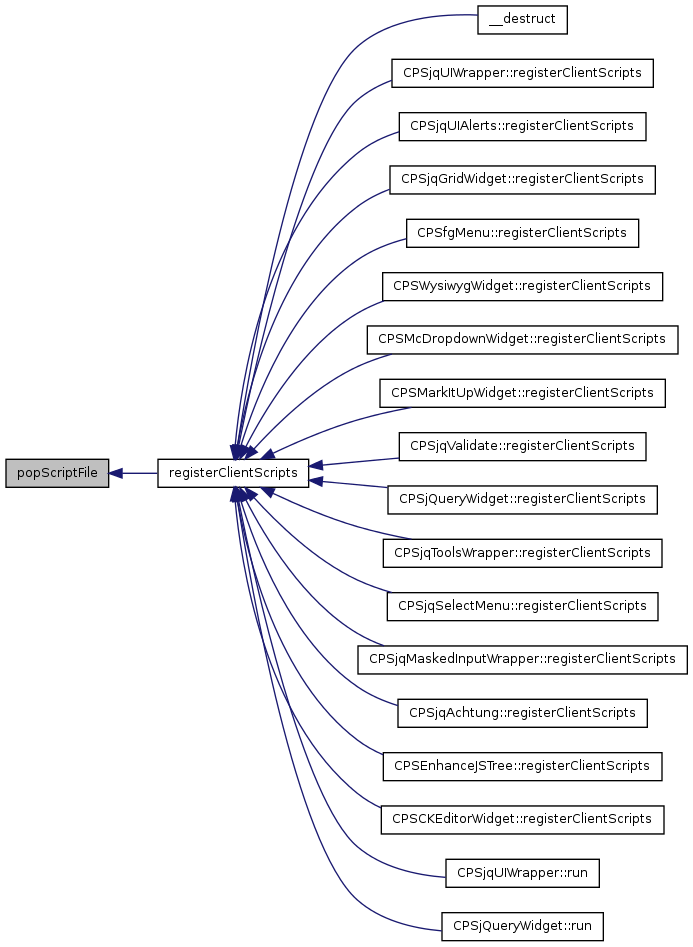 __destruct
CPSjqUIWrapper::registerClientScripts
CPSjqUIAlerts::registerClientScripts
CPSjqGridWidget::registerClientScripts
CPSfgMenu::registerClientScripts
CPSWysiwygWidget::registerClientScripts
CPSMcDropdownWidget::registerClientScripts
CPSMarkItUpWidget::registerClientScripts
CPSjqValidate::registerClientScripts
popScriptFile
registerClientScripts
CPSjQueryWidget::registerClientScripts
CPSjqToolsWrapper::registerClientScripts
CPSjqSelectMenu::registerClientScripts
CPSjqMaskedInputWrapper::registerClientScripts
CPSjqAchtung::registerClientScripts
CPSEnhanceJSTree::registerClientScripts
CPSCKEditorWidget::registerClientScripts
CPSjqUIWrapper::run
CPSjQueryWidget::run